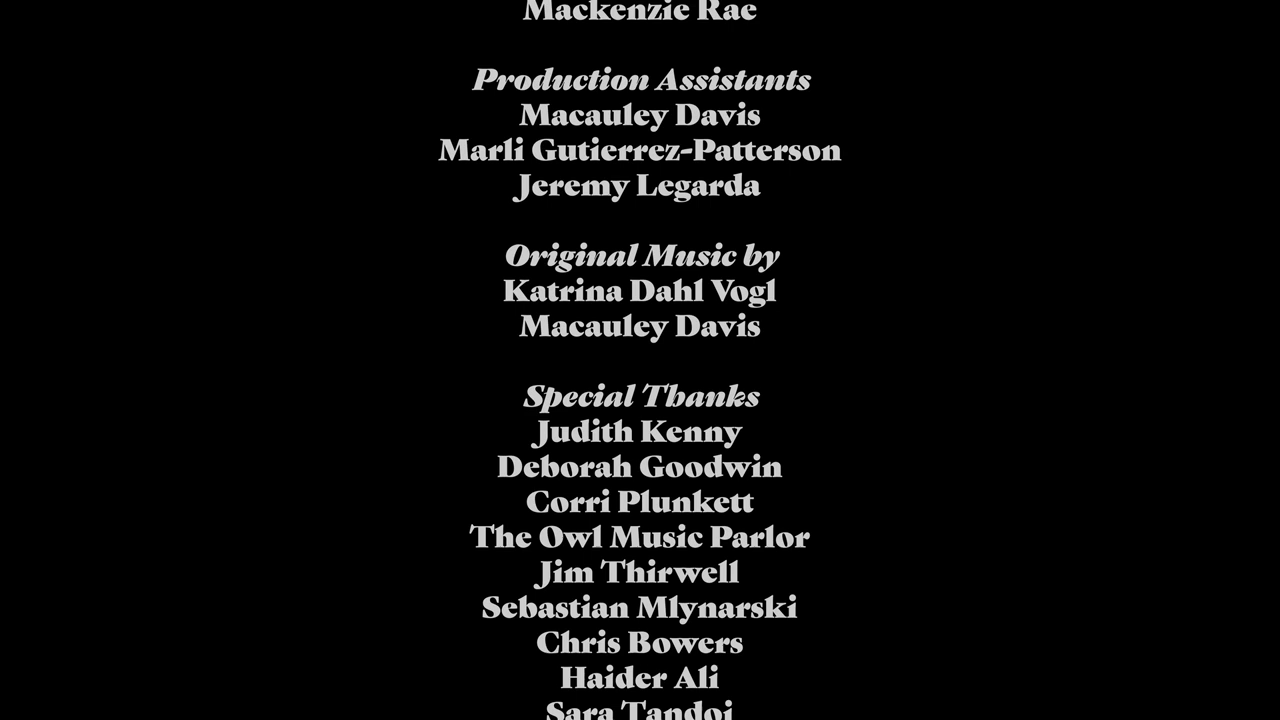 Mackenzie Rae
Production Assistants
Macauley Davis
Marli Gutierrez-Patterson
Jeremy Legarda
Original Music by
Katrina Dahl Vogl
Macauley Davis
Special Thanks
Judith Kenny
Deborah Goodwin
Corri Plunkett
The Owl Music Parlor
Jim Thirwell
Sebastian Mlynarski
Chris Bowers
Haider Ali
Sara Tandoi